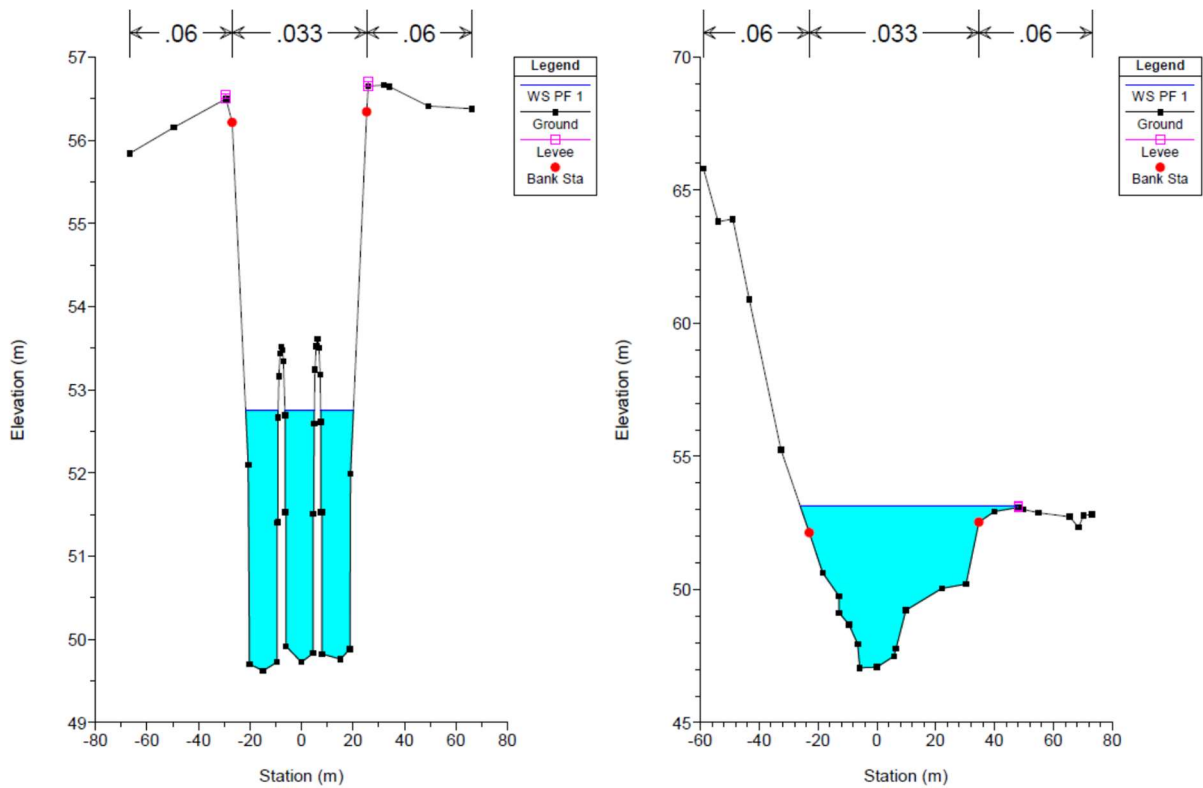 .06 .033 .06
57
56
55
54
53
52
51
50
49
-80 -60 -40 -20 0 20 40 60 80
Elevation (m)
Station (m)
Legend
WS PF 1
Ground
Levee
Bank Sta
.06 .033 .06
70
65
60
55
50
45
-60 -40 -20 0 20 40 60 80
Elevation (m)
Station (m)
Legend
WS PF 1
Ground
Levee
Bank Sta